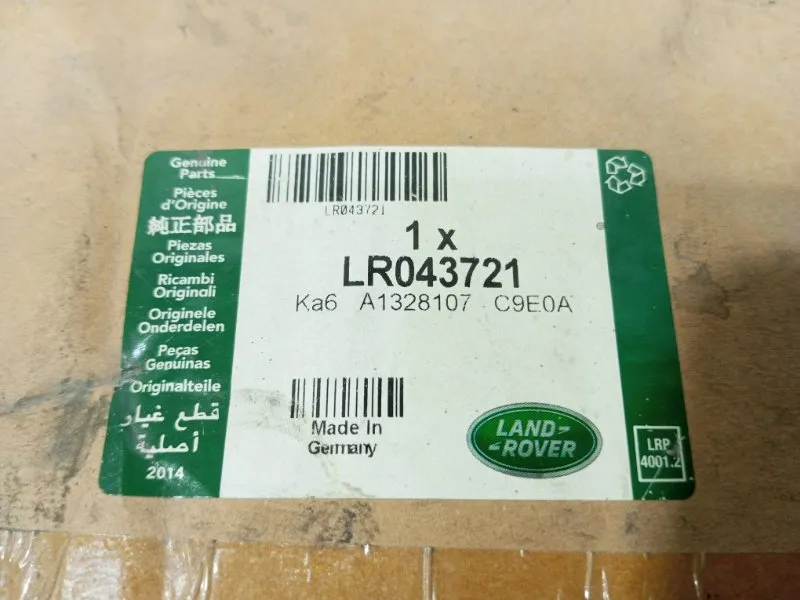 Genuine
Parts
Pièces
d'Origine
純正部品
Piezas
Originales
Ricambi
Originali
Originele
Onderdelen
Peças
Genuinas
Originalteile
قطع غيار
أصلية
2014
LR043721
1 x
LR043721
Ka6 A1328107 C9E0A
Made In
Germany
LAND-
-ROVER
LRP
4001.2